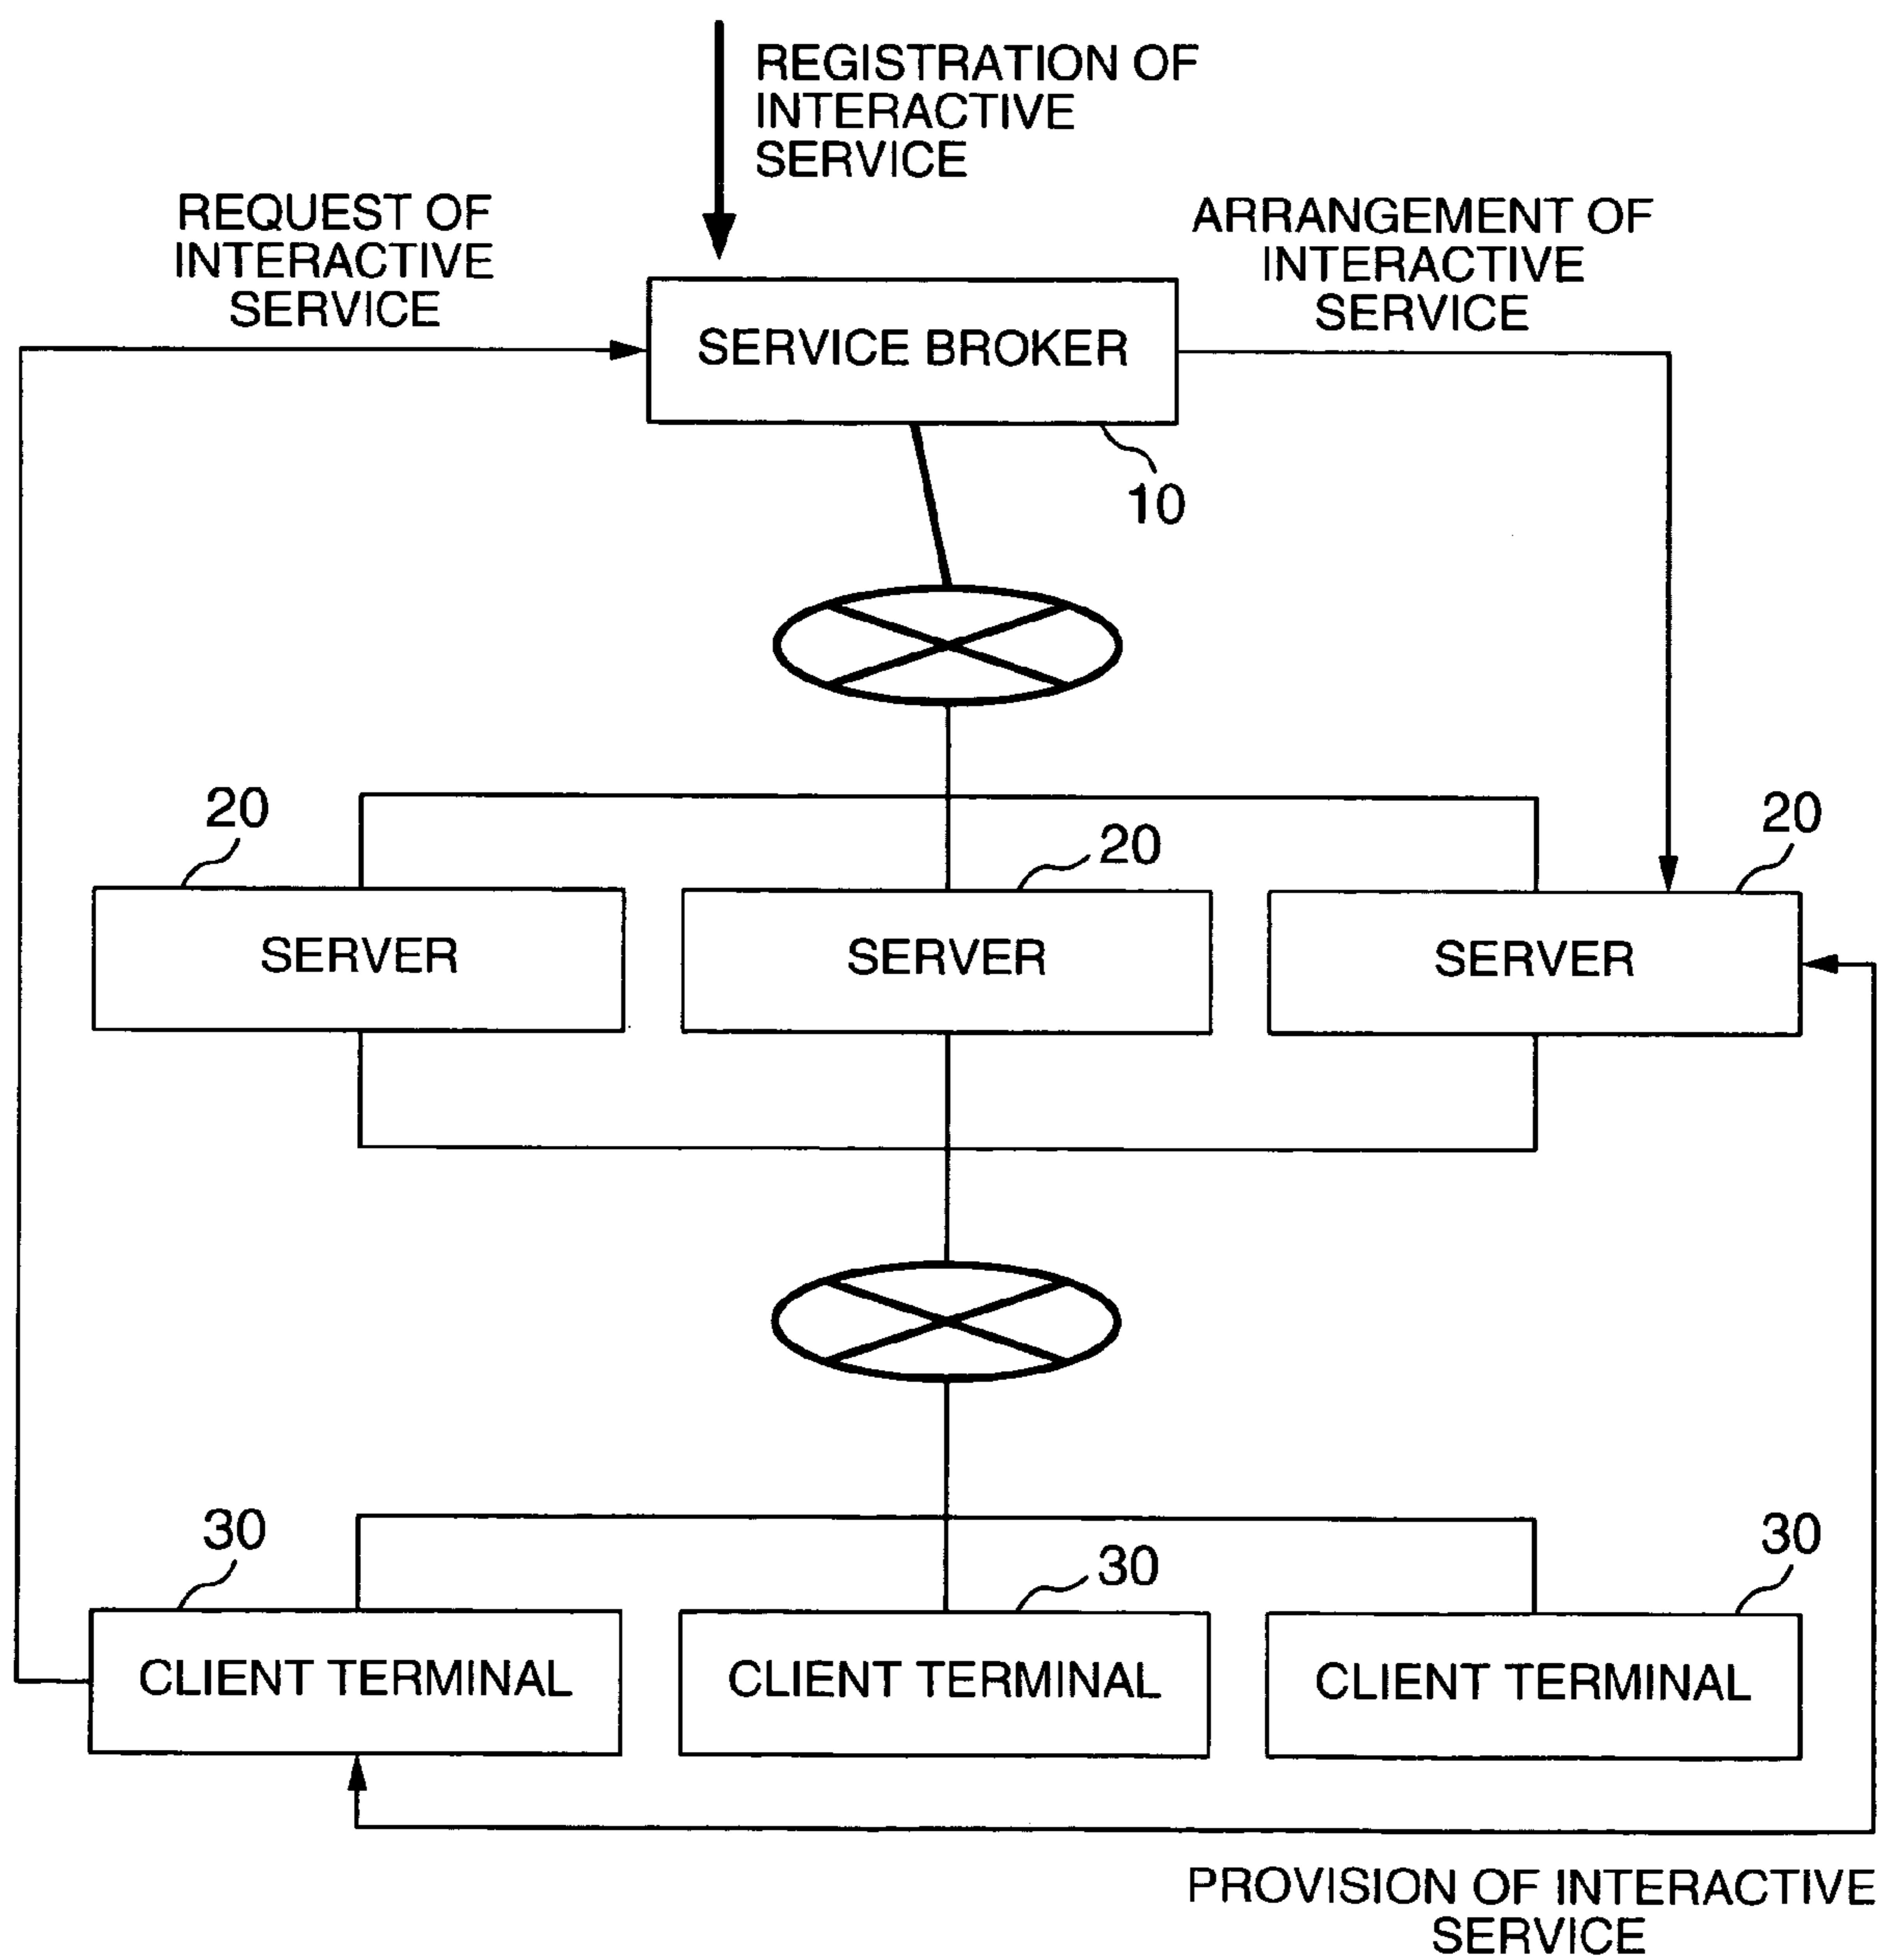 REGISTRATION OF
INTERACTIVE
SERVICE
REQUEST OF
INTERACTIVE
SERVICE
ARRANGEMENT OF
INTERACTIVE
SERVICE
SERVICE BROKER
10
20
20
20
SERVER
SERVER
SERVER
30
30
30
CLIENT TERMINAL
CLIENT TERMINAL
CLIENT TERMINAL
PROVISION OF INTERACTIVE
SERVICE